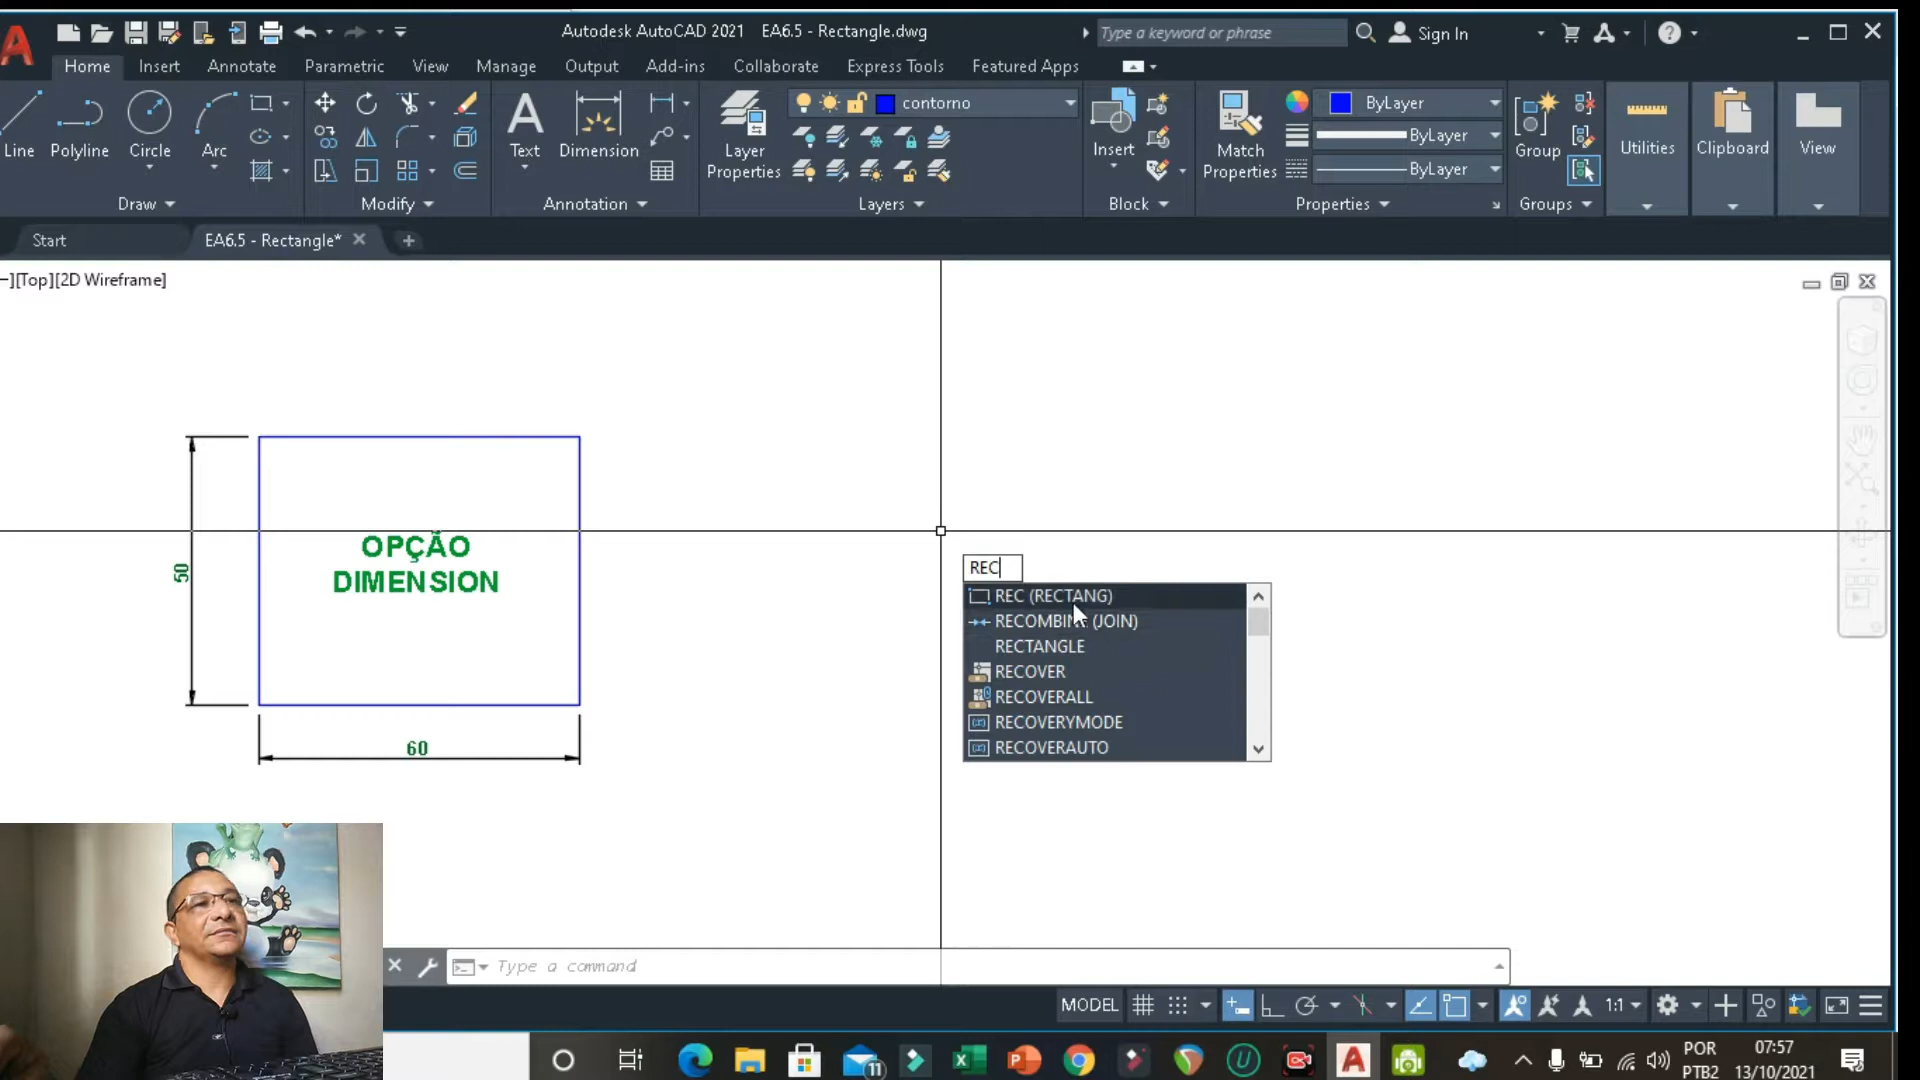 Autodesk AutoCAD 2021 EA6.5 - Rectangle.dwg
Type a keyword or phrase
Sign In
Home Insert Annotate Parametric View Manage Output Add-ins Collaborate Express Tools Featured Apps
Line Polyline Circle Arc
Draw
Modify
Text Dimension
Annotation
Layer Properties
contorno
Layers
Insert
Block
Match Properties
ByLayer
ByLayer
ByLayer
Properties
Group
Groups
Utilities
Clipboard
View
Start
EA6.5 - Rectangle*
][Top][2D Wireframe]
OPÇÃO
DIMENSION
50
60
REC
REC (RECTANG)
RECOMBINE (JOIN)
RECTANGLE
RECOVER
RECOVERALL
RECOVERYMODE
RECOVERAUTO
Type a command
MODEL
1:1
11
POR
PTB2
07:57
13/10/2021